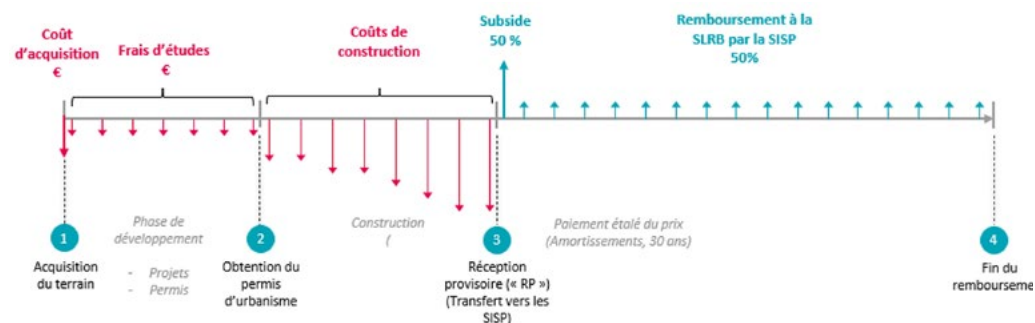 Coût
d'acquisition
€
Frais d'études
€
Coûts de
construction
Subside
50 %
Remboursement à la
SLRB par la SISP
50%
1
Acquisition
du terrain
Phase de
développement
- Projets
- Permis
2
Obtention du
permis
d'urbanisme
Construction
(
3
Réception
provisoire (« RP »)
(Transfert vers les
SISP)
Paiement étalé du prix
(Amortissements, 30 ans)
4
Fin du
rembourseme